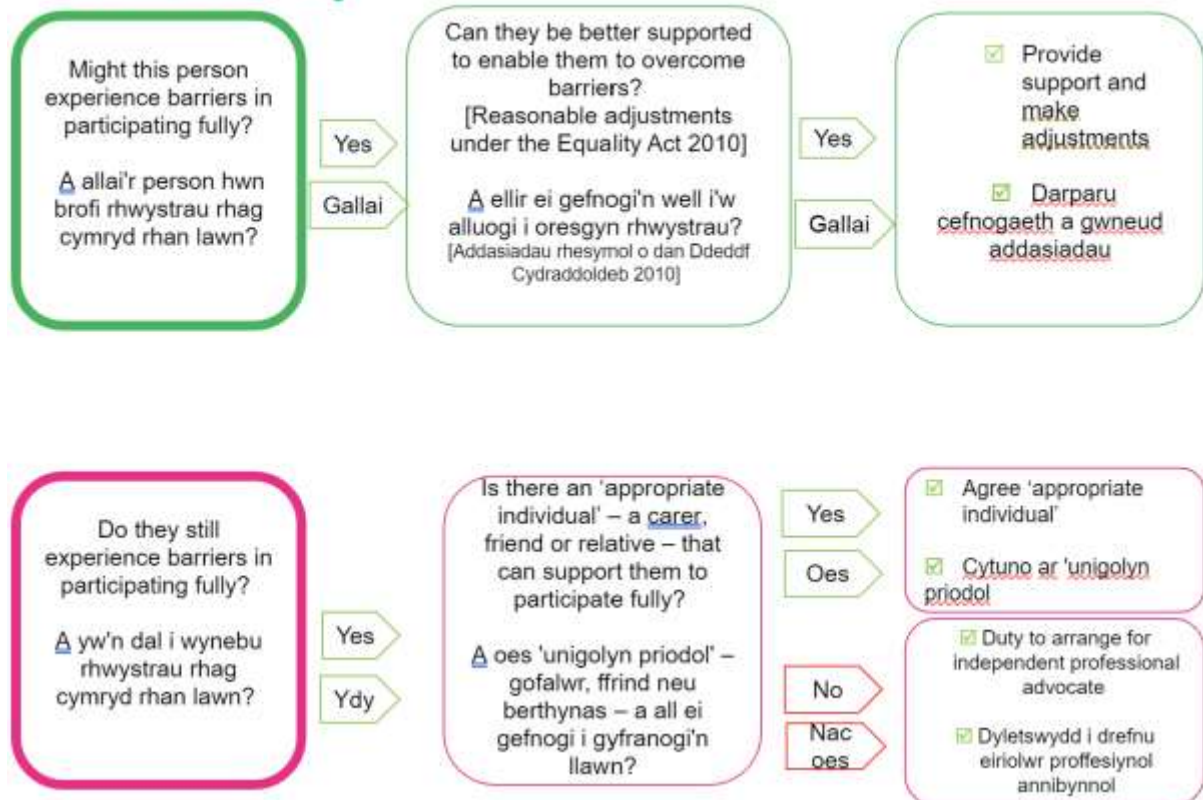 Might this person
experience barriers in
participating fully?
A allai'r person hwn
brofi rhwystrau rhag
cymryd rhan lawn?
Yes
Gallai
Can they be better supported
to enable them to overcome
barriers?
[Reasonable adjustments
under the Equality Act 2010]
A ellir ei gefnogi'n well i'w
alluogi i oresgyn rhwystrau?
[Addasiadau rhesymol o dan Ddeddf
Cydraddoldeb 2010]
Yes
Gallai
Provide
support and
make
adjustments
Darparu
cefnogaeth a gwneud
addasiadau
Do they still
experience barriers in
participating fully?
A yw'n dal i wynebu
rhwystrau rhag
cymryd rhan lawn?
Yes
Ydy
Is there an 'appropriate
individual' – a carer,
friend or relative – that
can support them to
participate fully?
A oes 'unigolyn priodol' –
gofalwr, ffrind neu
berthynas – a all ei
gefnogi i gyfranogi'n
llawn?
Yes
Oes
Agree 'appropriate
individual'
Cytuno ar 'unigolyn
priodol
No
Nac
oes
Duty to arrange for
independent professional
advocate
Dyletswydd i drefnu
eiriolwr proffesiynol
annibynnol